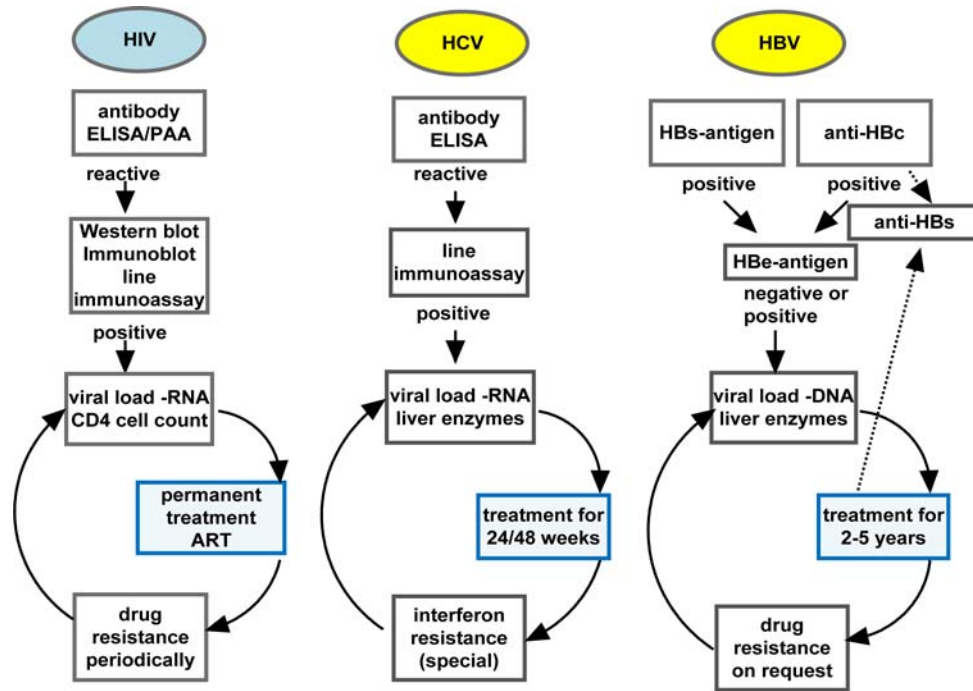 HIV
antibody
ELISA/PAA
reactive
Western blot
Immunoblot
line
immunoassay
positive
viral load -RNA
CD4 cell count
permanent
treatment
ART
drug
resistance
periodically
HCV
antibody
ELISA
reactive
line
immunoassay
positive
viral load -RNA
liver enzymes
treatment for
24/48 weeks
interferon
resistance
(special)
HBV
HBs-antigen
anti-HBc
positive
positive
anti-HBs
HBe-antigen
negative or
positive
viral load -DNA
liver enzymes
treatment for
2-5 years
drug
resistance
on request